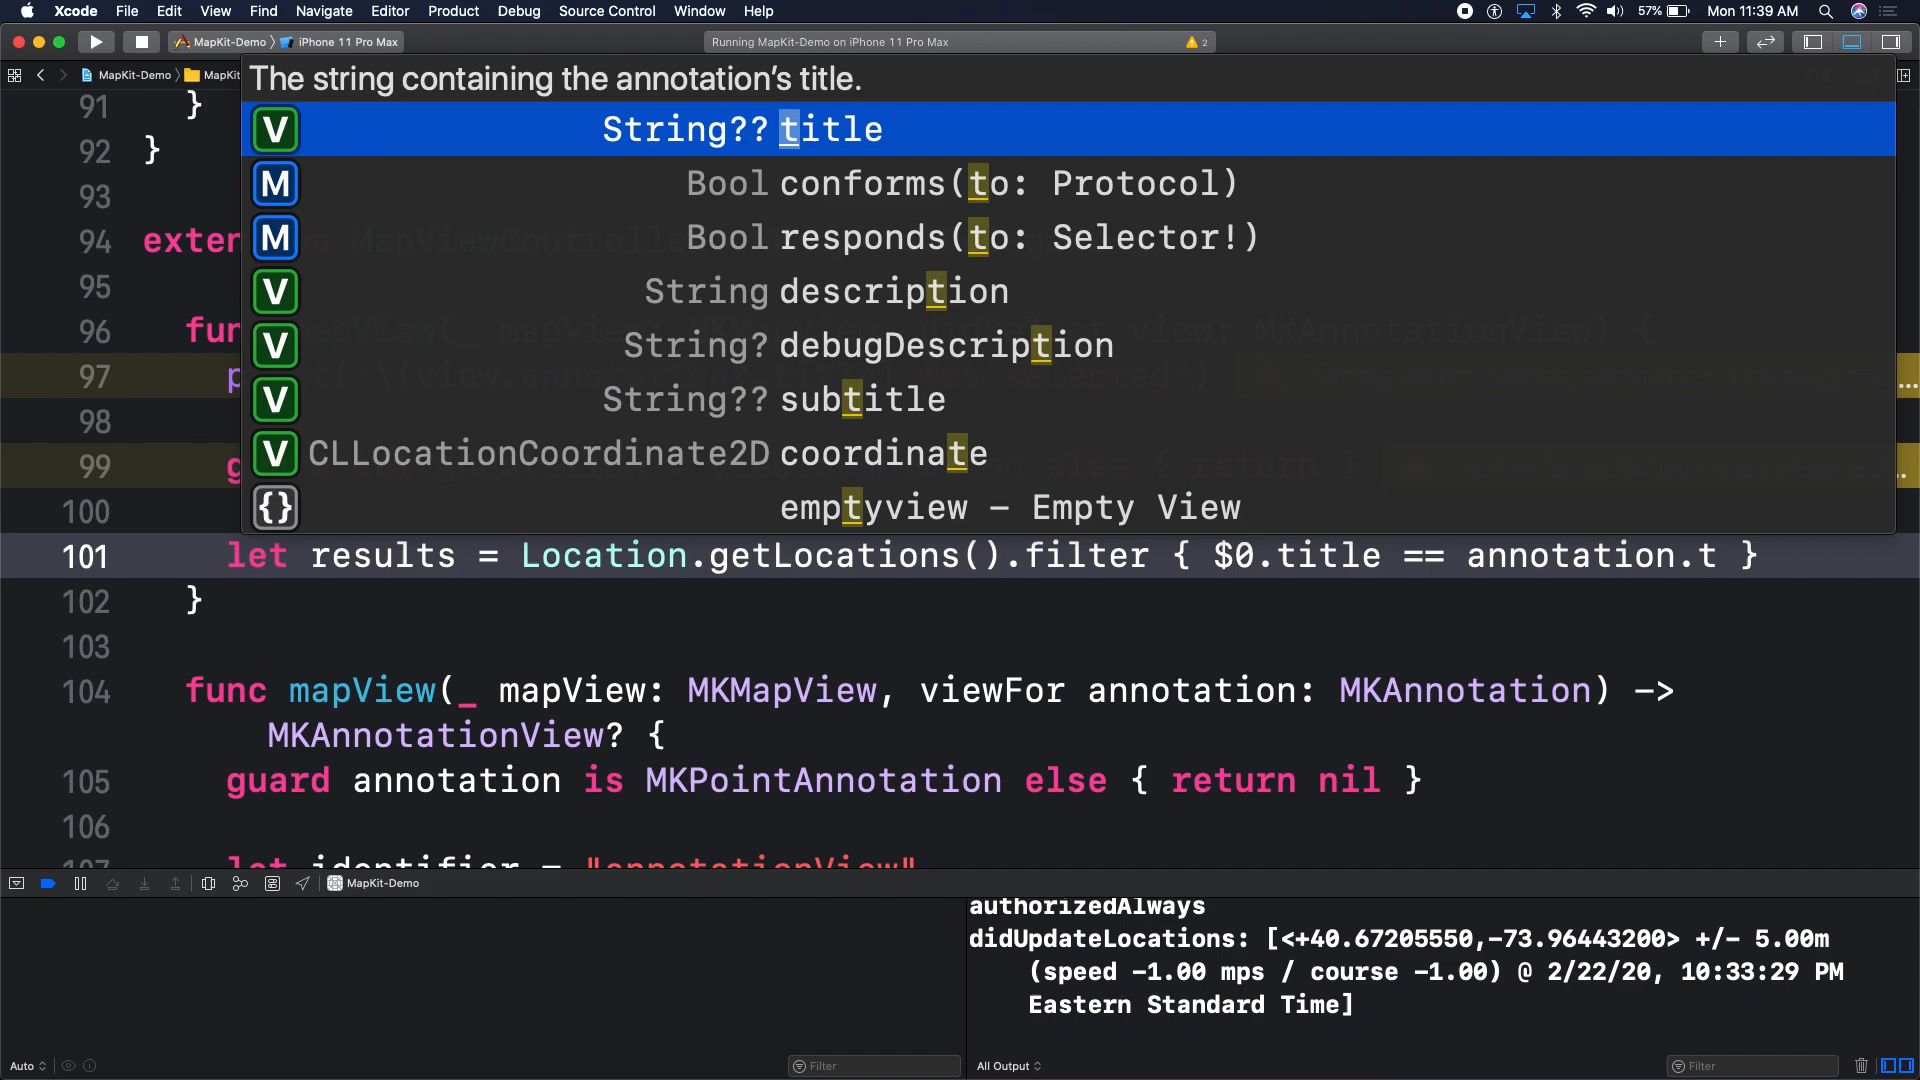 Xcode File Edit View Find Navigate Editor Product Debug Source Control Window Help 57% Mon 11:39 AM
MapKit-Demo iPhone 11 Pro Max Running MapKit-Demo on iPhone 11 Pro Max 2
MapKit-Demo MapKit
The string containing the annotation's title.
V String?? title
M Bool conforms(to: Protocol)
M Bool responds(to: Selector!)
V String description
V String? debugDescription
V String?? subtitle
V CLLocationCoordinate2D coordinate
{} emptyview – Empty View
91 }
92 }
93
94 exten
95
96 fun
97 p
98
99 g
100
101 let results = Location.getLocations().filter { $0.title == annotation.t }
102 }
103
104 func mapView(_ mapView: MKMapView, viewFor annotation: MKAnnotation) ->
MKAnnotationView? {
105 guard annotation is MKPointAnnotation else { return nil }
106
107 let identifier = "annotationView"
MapKit-Demo
authorizedAlways
didUpdateLocations: [<+40.67205550,-73.96443200> +/- 5.00m
(speed -1.00 mps / course -1.00) @ 2/22/20, 10:33:29 PM
Eastern Standard Time]
Auto Filter All Output Filter